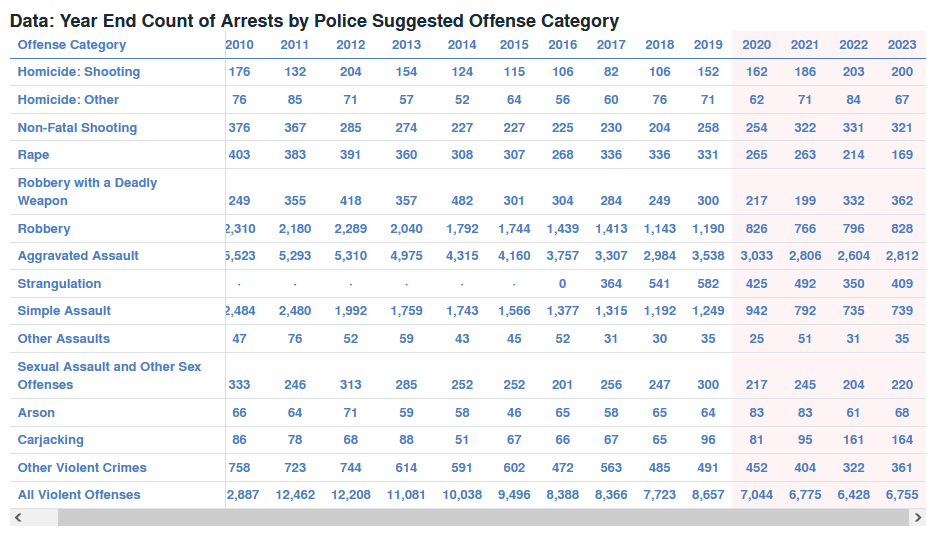 Data: Year End Count of Arrests by Police Suggested Offense Category
Offense Category 2010 2011 2012 2013 2014 2015 2016 2017 2018 2019 2020 2021 2022 2023
Homicide: Shooting 176 132 204 154 124 115 106 82 106 152 162 186 203 200
Homicide: Other 76 85 71 57 52 64 56 60 76 71 62 71 84 67
Non-Fatal Shooting 376 367 285 274 227 227 225 230 204 258 254 322 331 321
Rape 403 383 391 360 308 307 268 336 336 331 265 263 214 169
Robbery with a Deadly
Weapon 249 355 418 357 482 301 304 284 249 300 217 199 332 362
Robbery 2,310 2,180 2,289 2,040 1,792 1,744 1,439 1,413 1,143 1,190 826 766 796 828
Aggravated Assault 5,523 5,293 5,310 4,975 4,315 4,160 3,757 3,307 2,984 3,538 3,033 2,806 2,604 2,812
Strangulation . . . . . . 0 364 541 582 425 492 350 409
Simple Assault 2,484 2,480 1,992 1,759 1,743 1,566 1,377 1,315 1,192 1,249 942 792 735 739
Other Assaults 47 76 52 59 43 45 52 31 30 35 25 51 31 35
Sexual Assault and Other Sex
Offenses 333 246 313 285 252 252 201 256 247 300 217 245 204 220
Arson 66 64 71 59 58 46 65 58 65 64 83 83 61 68
Carjacking 86 78 68 88 51 67 66 67 65 96 81 95 161 164
Other Violent Crimes 758 723 744 614 591 602 472 563 485 491 452 404 322 361
All Violent Offenses 2,887 12,462 12,208 11,081 10,038 9,496 8,388 8,366 7,723 8,657 7,044 6,775 6,428 6,755